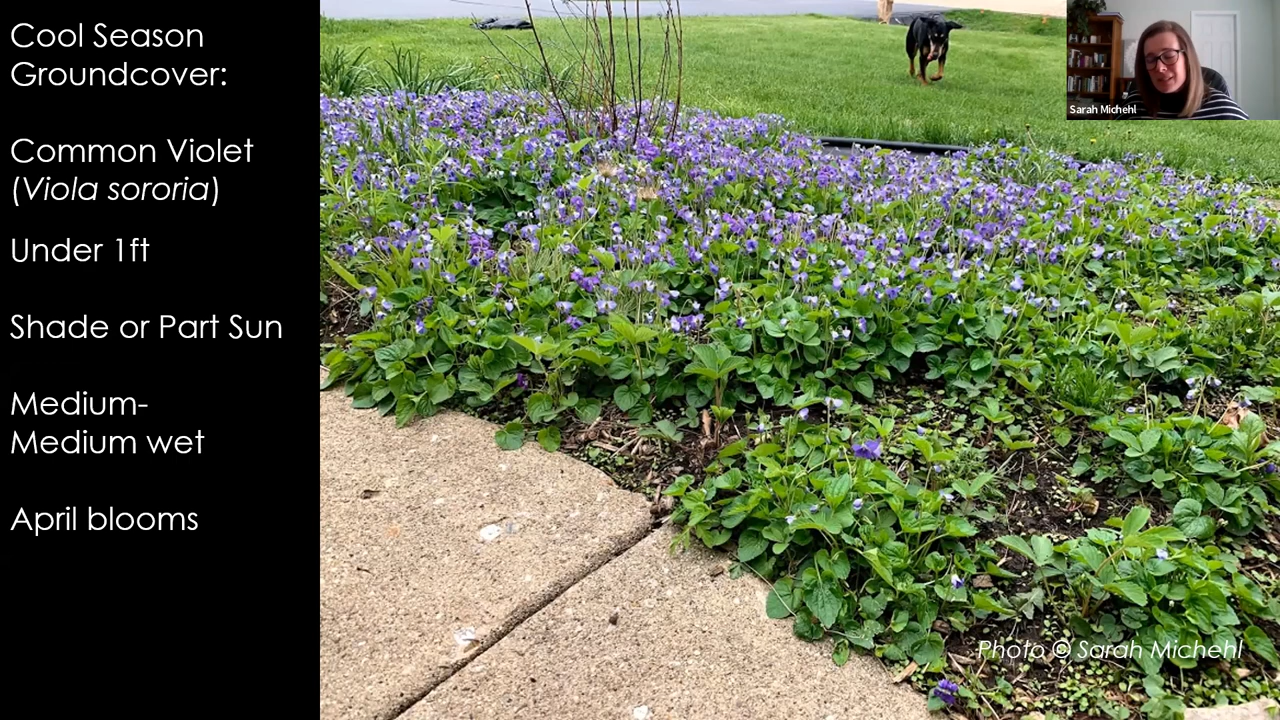 Cool Season
Groundcover:
Common Violet
(Viola sororia)
Under 1ft
Shade or Part Sun
Medium-
Medium wet
April blooms
Sarah Michehl
Photo © Sarah Michehl